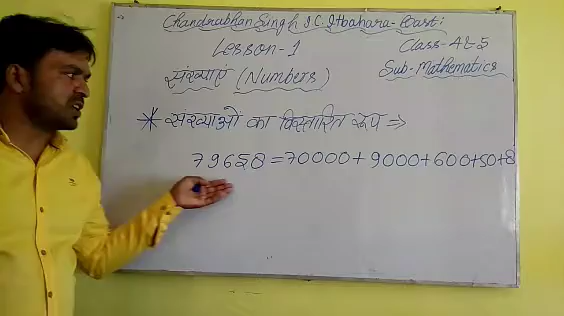 Chandrabhan Singh I.C. Itbahara-Basti:
Lesson-1
Class-4&5
संख्याएं (Numbers)
Sub-Mathematics
* संख्याओं का विस्तारित रूप ⇒
79658=70000+9000+600+50+8